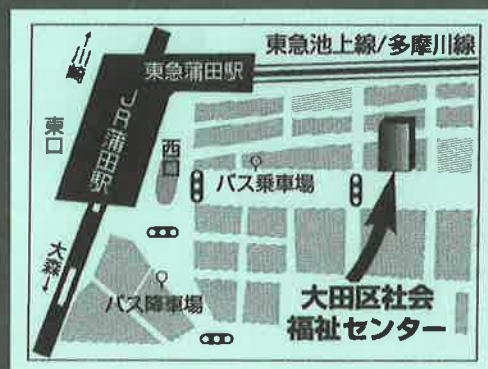 東急池上線/多摩川線
東急蒲田駅
川崎→
東口
JR蒲田駅
西口
バス乗車場
大森→
バス降車場
大田区社会
福祉センター